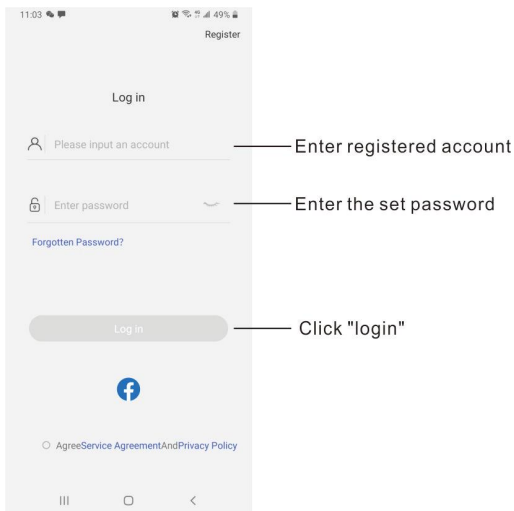 11:03 49%
Register
Log in
Please input an account
Enter registered account
Enter password
Enter the set password
Forgotten Password?
Log in
Click "login"
AgreeService AgreementAndPrivacy Policy